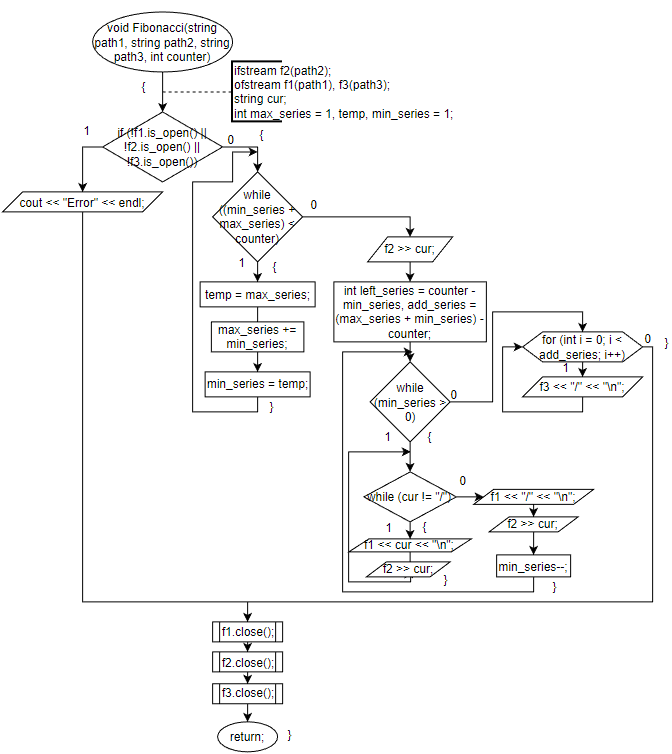 void Fibonacci(string
path1, string path2, string
path3, int counter)
{
ifstream f2(path2);
ofstream f1(path1), f3(path3);
string cur;
int max_series = 1, temp, min_series = 1;
1
if (!f1.is_open() ||
!f2.is_open() ||
!f3.is_open())
0
{
cout << "Error" << endl;
while
((min_series +
max_series) <
counter)
0
1
{
f2 >> cur;
temp = max_series;
max_series +=
min_series;
min_series = temp;
}
int left_series = counter -
min_series, add_series =
(max_series + min_series) -
counter;
for (int i = 0; i <
add_series; i++)
0
}
1
f3 << "/" << "\n";
while
(min_series >
0)
0
1
{
while (cur != "/")
0
1
{
f1 << "/" << "\n";
f2 >> cur;
f1 << cur << "\n";
f2 >> cur;
}
min_series--;
}
f1.close();
f2.close();
f3.close();
return;
}